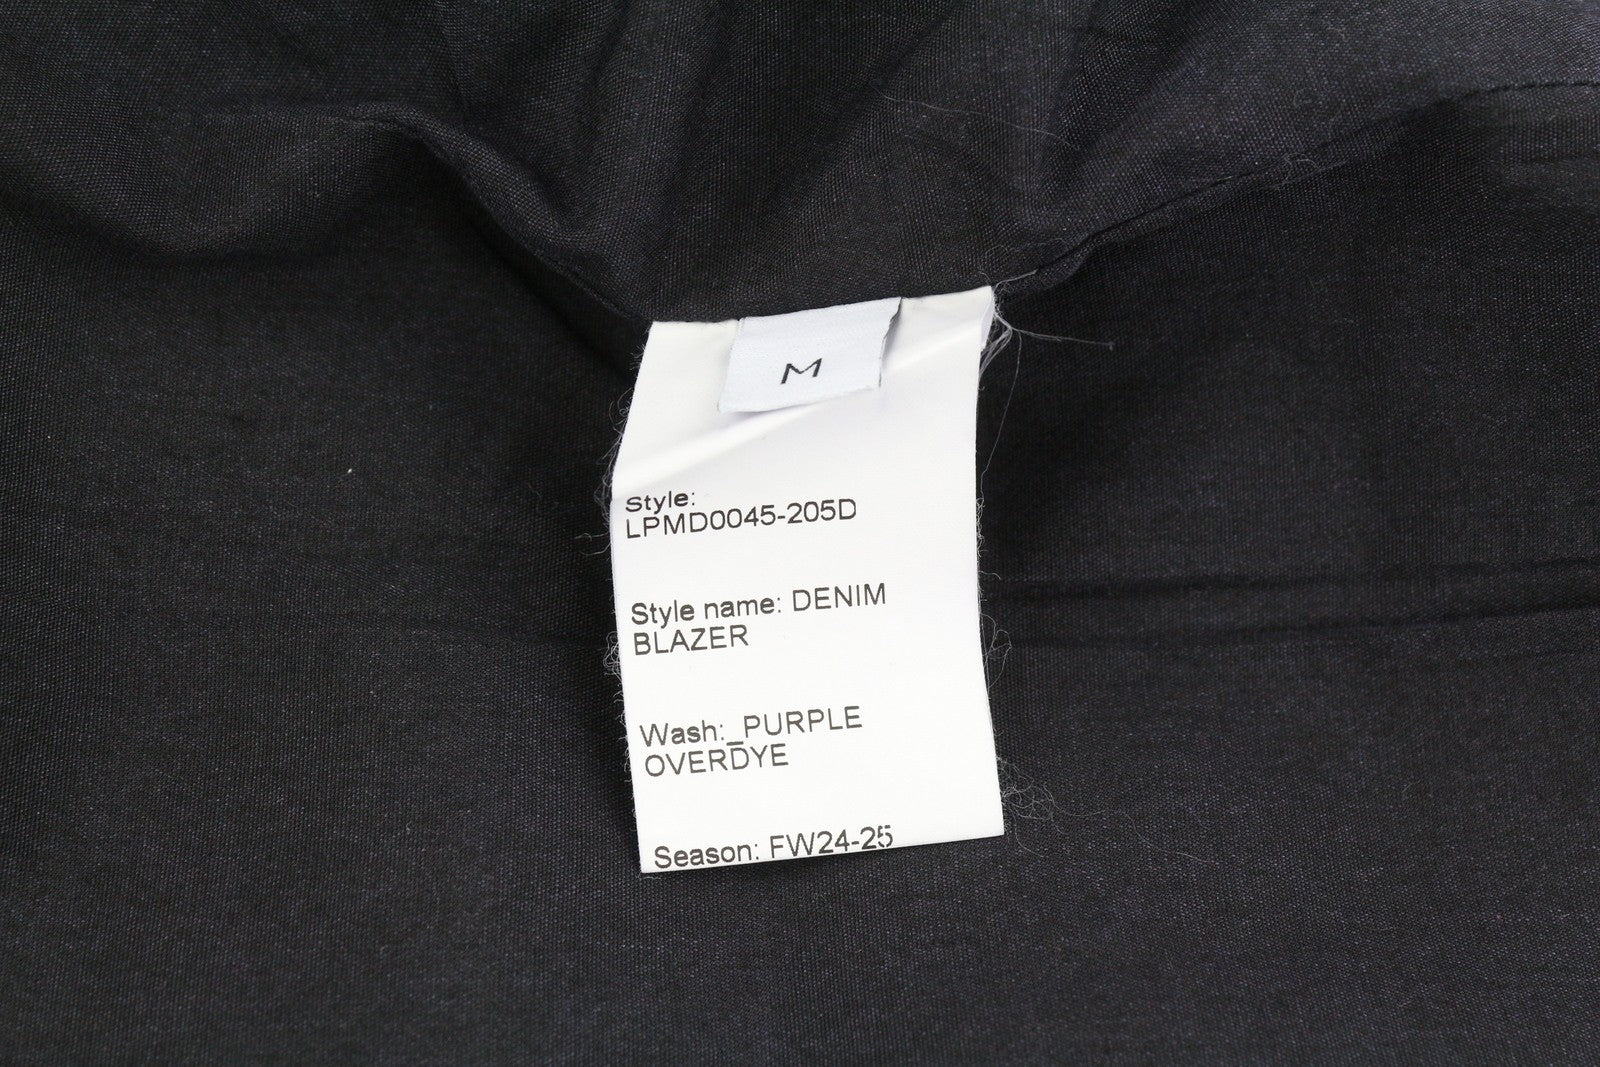 M
Style:
LPMD0045-205D
Style name: DENIM
BLAZER
Wash:_PURPLE
OVERDYE
Season: FW24-25